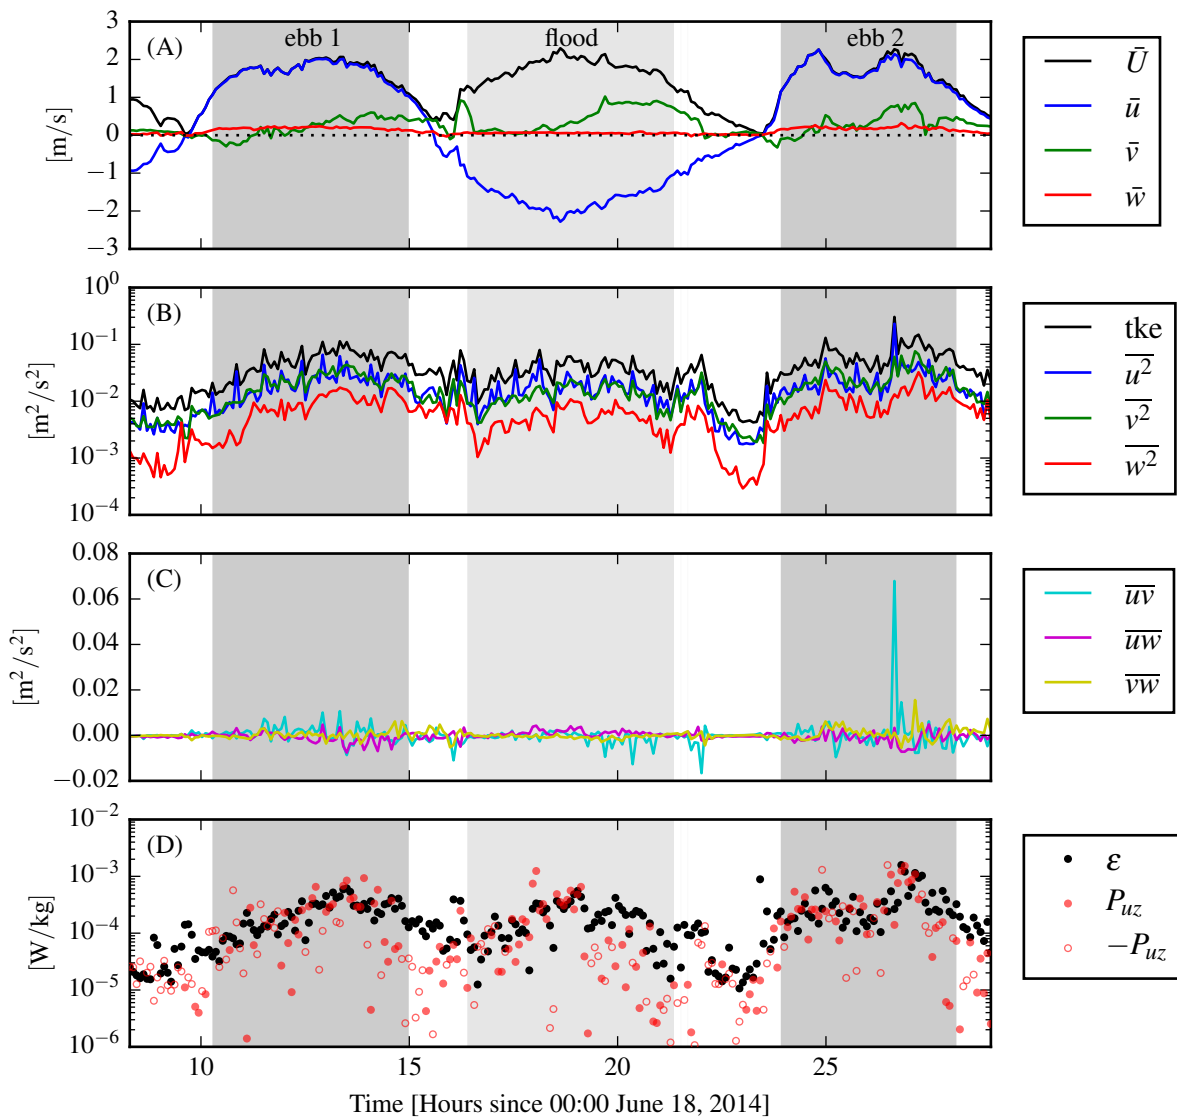 3
2
1
0
−1
−2
−3
[m/s]
(A)
ebb 1
flood
ebb 2
Ū
ū
v̄
w̄
10⁰
10⁻¹
10⁻²
10⁻³
10⁻⁴
[m²/s²]
(B)
tke
u²
v²
w²
0.08
0.06
0.04
0.02
0.00
−0.02
[m²/s²]
(C)
uv
uw
vw
10⁻²
10⁻³
10⁻⁴
10⁻⁵
10⁻⁶
[W/kg]
(D)
ε
P_uz
−P_uz
10
15
20
25
Time [Hours since 00:00 June 18, 2014]